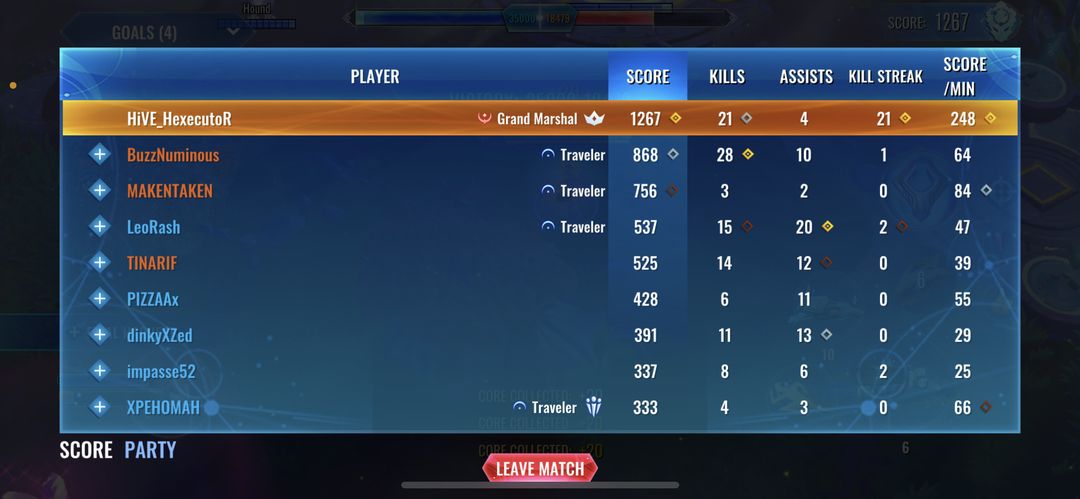 Hound
GOALS (4)
35000 18479
SCORE: 1267
PLAYER SCORE KILLS ASSISTS KILL STREAK SCORE /MIN
HiVE_HexecutoR Grand Marshal 1267 21 4 21 248
BuzzNuminous Traveler 868 28 10 1 64
MAKENTAKEN Traveler 756 3 2 0 84
LeoRash Traveler 537 15 20 2 47
TINARIF 525 14 12 0 39
PIZZAAx 428 6 11 0 55
dinkyXZed 391 11 13 0 29
impasse52 337 8 6 2 25
XPEHOMAH Traveler 333 4 3 0 66
SCORE PARTY
CORE COLLECTED: +20
6
LEAVE MATCH